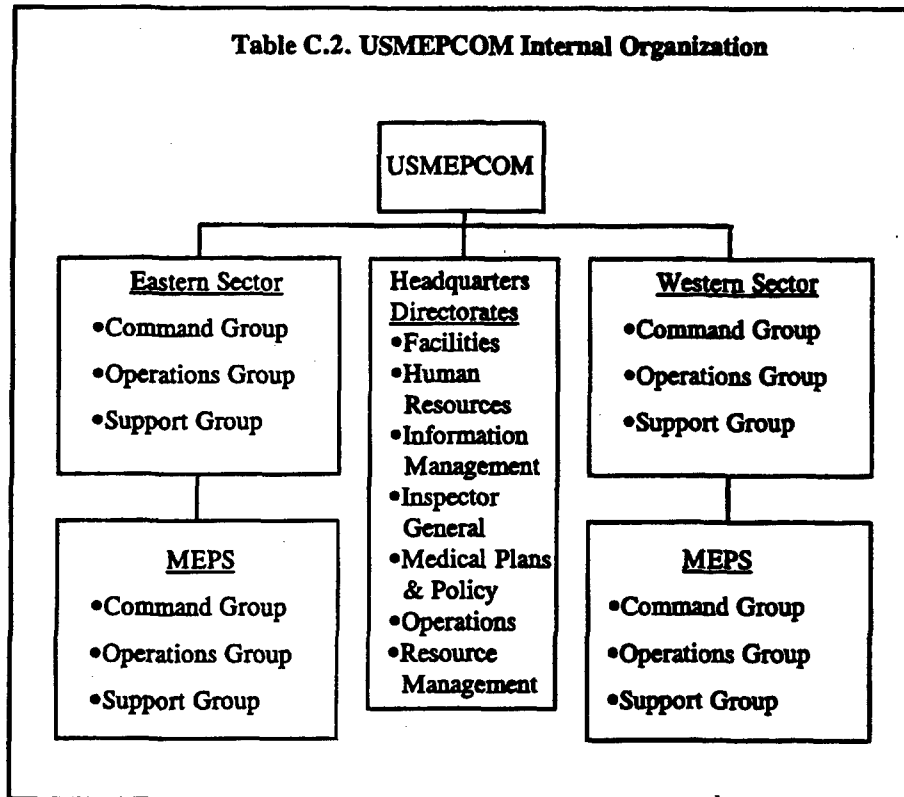 Table C.2. USMEPCOM Internal Organization
USMEPCOM
Eastern Sector
•Command Group
•Operations Group
•Support Group
MEPS
•Command Group
•Operations Group
•Support Group
Headquarters
Directorates
•Facilities
•Human
Resources
•Information
Management
•Inspector
General
•Medical Plans
& Policy
•Operations
•Resource
Management
Western Sector
•Command Group
•Operations Group
•Support Group
MEPS
•Command Group
•Operations Group
•Support Group